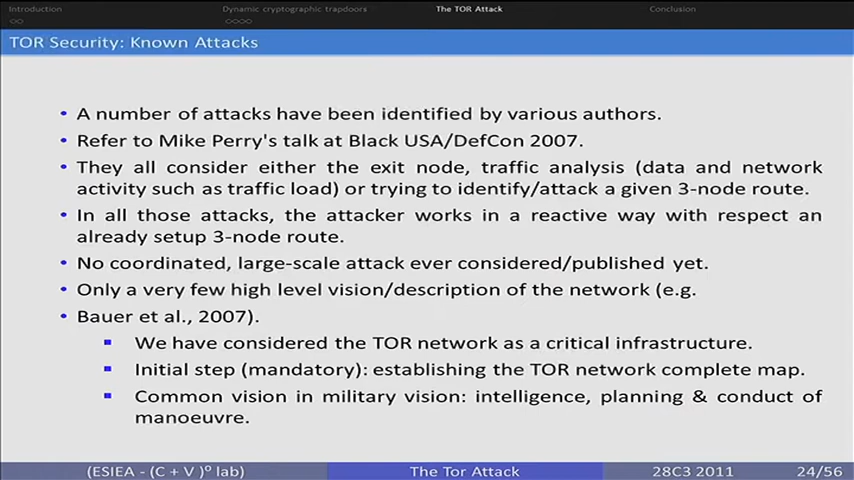 Introduction
Dynamic cryptographic trapdoors
The TOR Attack
Conclusion
TOR Security: Known Attacks
A number of attacks have been identified by various authors.
Refer to Mike Perry's talk at Black USA/DefCon 2007.
They all consider either the exit node, traffic analysis (data and network
activity such as traffic load) or trying to identify/attack a given 3-node route.
In all those attacks, the attacker works in a reactive way with respect an
already setup 3-node route.
No coordinated, large-scale attack ever considered/published yet.
Only a very few high level vision/description of the network (e.g.
Bauer et al., 2007).
We have considered the TOR network as a critical infrastructure.
Initial step (mandatory): establishing the TOR network complete map.
Common vision in military vision: intelligence, planning & conduct of
manoeuvre.
(ESIEA - (C + V )º lab)
The Tor Attack
28C3 2011
24/56